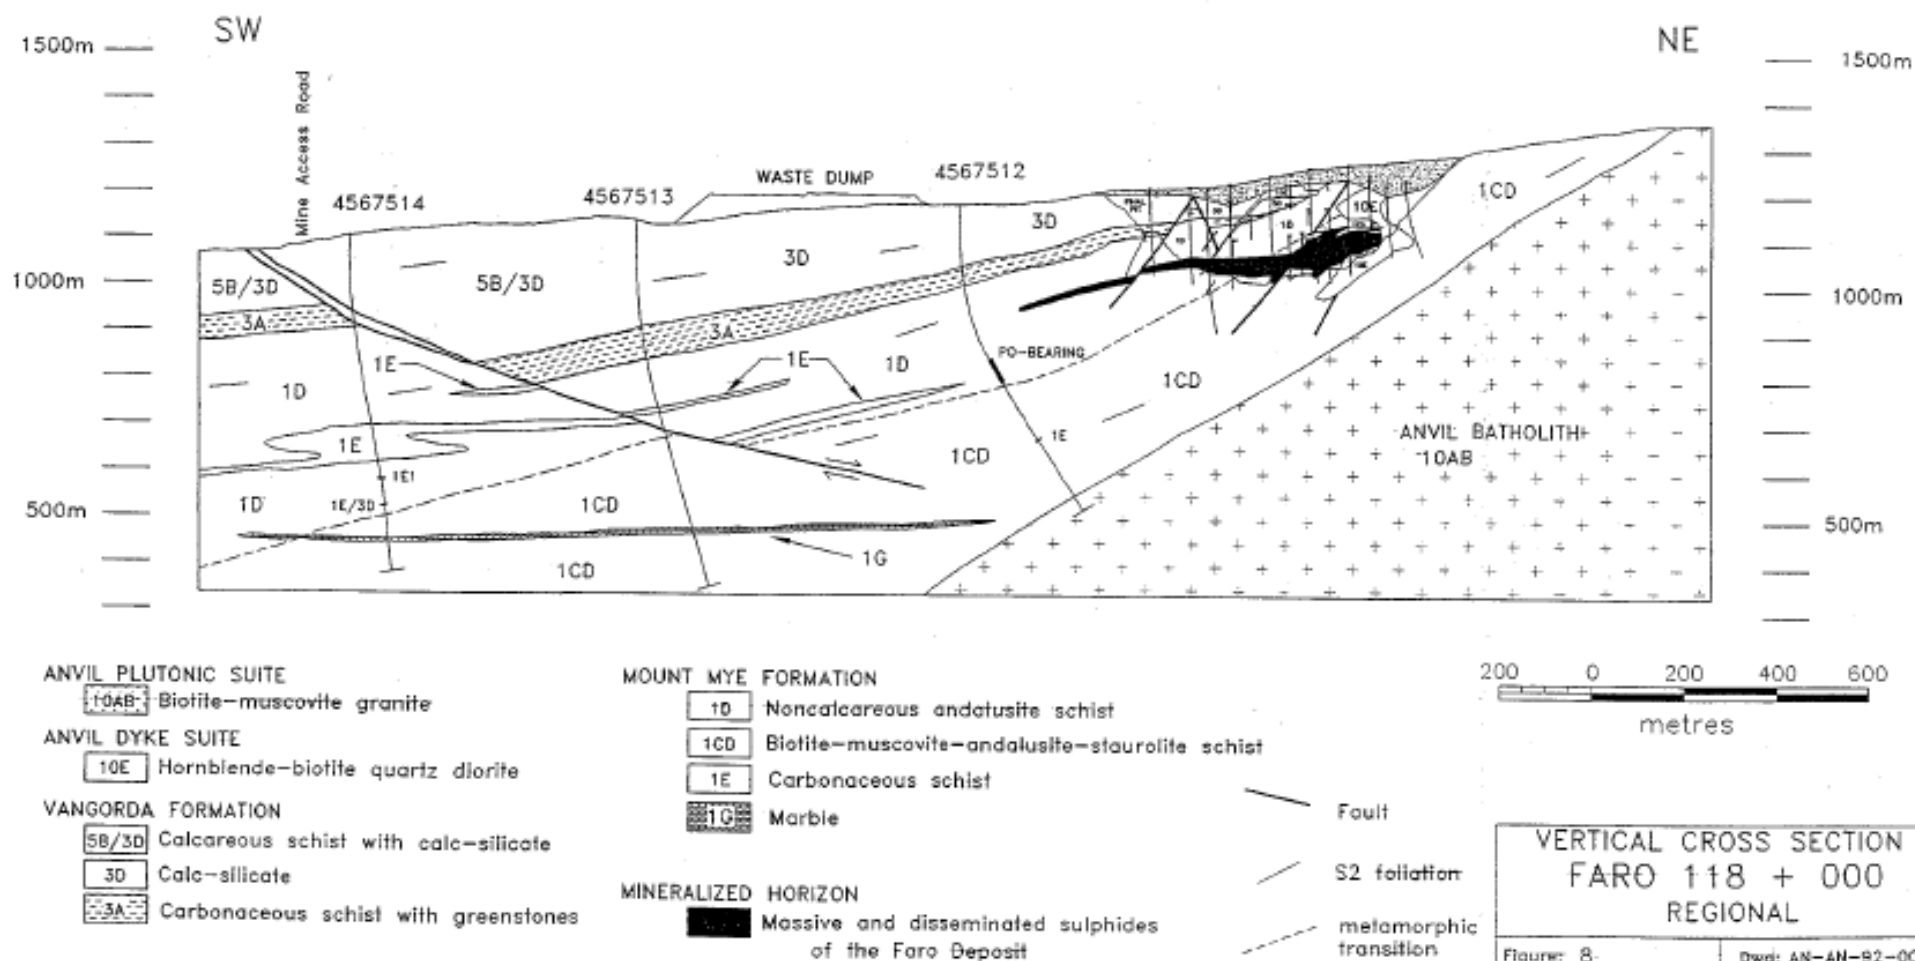 SW
NE
1500m
1500m
Mine Access Road
4567514
4567513
WASTE DUMP
4567512
1CD
3D
10E
3D
5B/3D
5B/3D
1000m
1000m
3A
3A
1D
1E
1E
1D
PO-BEARING
1CD
1D
1E
1E
1CD
ANVIL BATHOLITH
10AB
1E1
1D
1E/3D
1CD
500m
500m
1G
1CD
ANVIL PLUTONIC SUITE
10AB Biotite-muscovite granite
ANVIL DYKE SUITE
10E Hornblende-biotite quartz diorite
VANGORDA FORMATION
5B/3D Calcareous schist with calc-silicate
3D Calc-silicate
3A Carbonaceous schist with greenstones
MOUNT MYE FORMATION
1D Noncalcareous andalusite schist
1CD Biotite-muscovite-andalusite-staurolite schist
1E Carbonaceous schist
1G Marble
MINERALIZED HORIZON
Massive and disseminated sulphides
of the Faro Deposit
200 0 200 400 600
metres
Fault
S2 foliation
metamorphic
transition
VERTICAL CROSS SECTION
FARO 118 + 000
REGIONAL
Figure: 8
Dwg: AN-AN-92-00